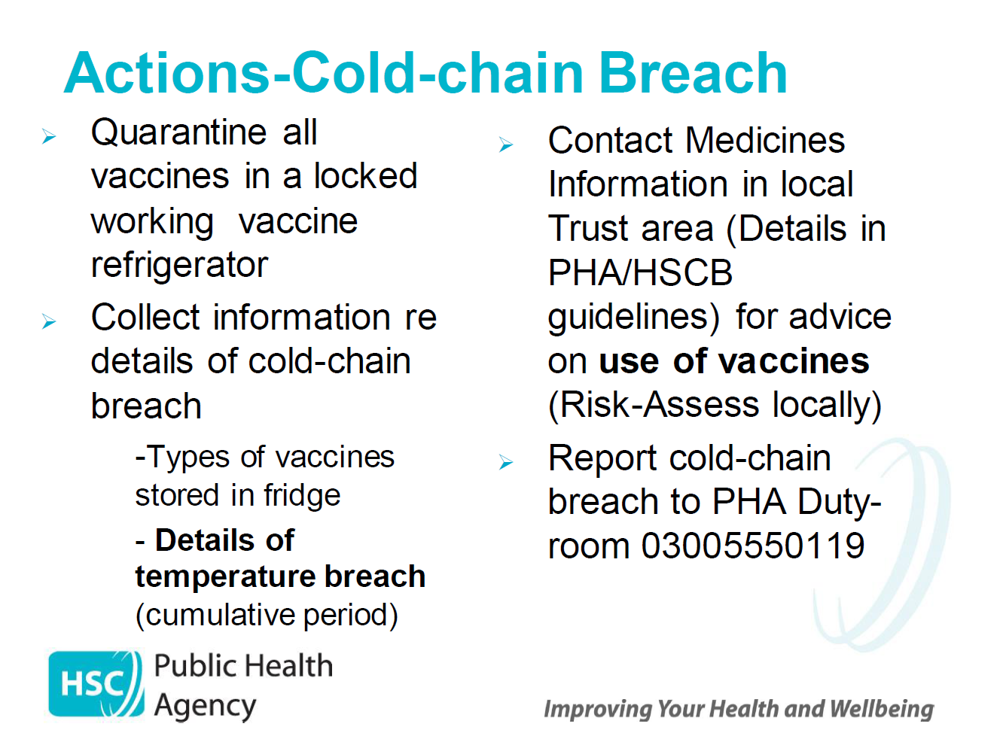 Actions-Cold-chain Breach
Quarantine all
vaccines in a locked
working vaccine
refrigerator
Collect information re
details of cold-chain
breach
-Types of vaccines
stored in fridge
- Details of
temperature breach
(cumulative period)
Contact Medicines
Information in local
Trust area (Details in
PHA/HSCB
guidelines) for advice
on use of vaccines
(Risk-Assess locally)
Report cold-chain
breach to PHA Duty-
room 03005550119
HSC
Public Health
Agency
Improving Your Health and Wellbeing